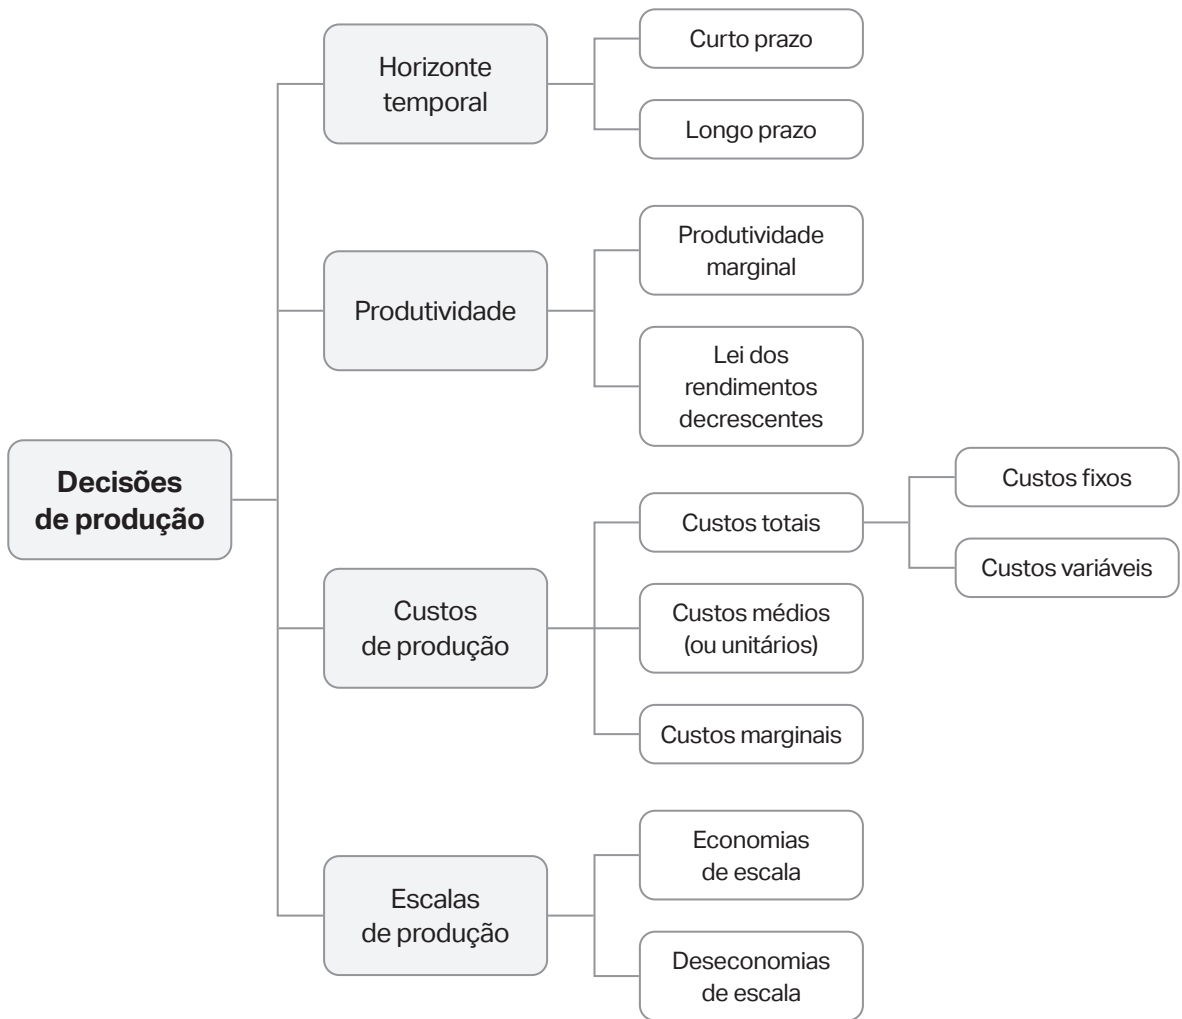 Decisões
de produção
Horizonte
temporal
Curto prazo
Longo prazo
Produtividade
Produtividade
marginal
Lei dos
rendimentos
decrescentes
Custos
de produção
Custos totais
Custos fixos
Custos variáveis
Custos médios
(ou unitários)
Custos marginais
Escalas
de produção
Economias
de escala
Deseconomias
de escala